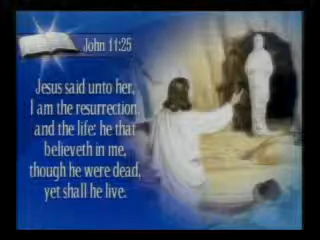 John 11:25
Jesus said unto her,
I am the resurrection,
and the life: he that
believeth in me,
though he were dead,
yet shall he live.